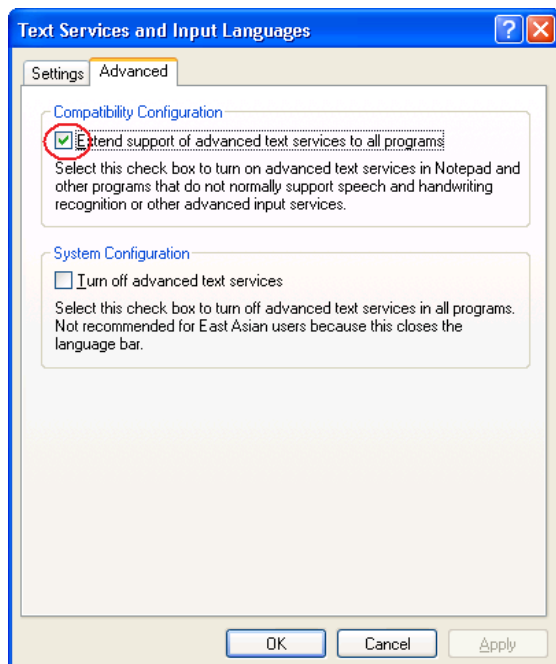 Text Services and Input Languages
Settings Advanced
Compatibility Configuration
Extend support of advanced text services to all programs
Select this check box to turn on advanced text services in Notepad and
other programs that do not normally support speech and handwriting
recognition or other advanced input services.
System Configuration
Turn off advanced text services
Select this check box to turn off advanced text services in all programs.
Not recommended for East Asian users because this closes the
language bar.
OK Cancel Apply